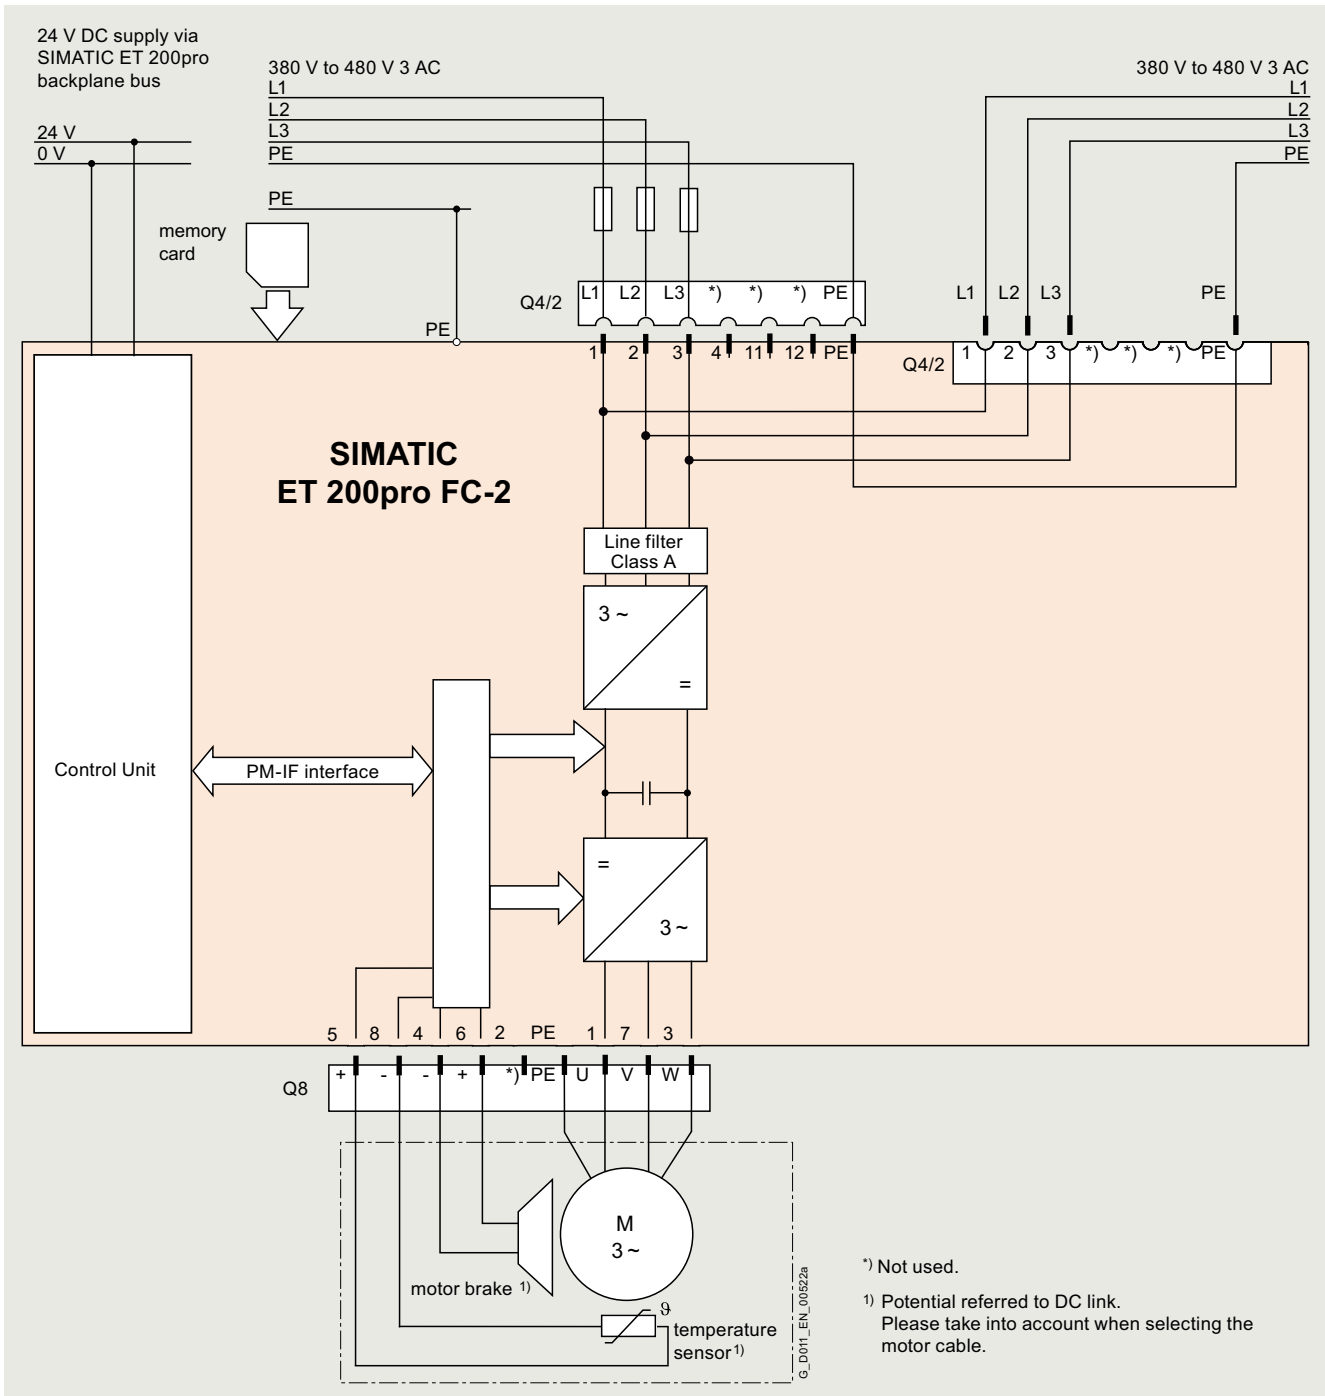 24 V DC supply via
SIMATIC ET 200pro
backplane bus
24 V
0 V
380 V to 480 V 3 AC
L1
L2
L3
PE
PE
380 V to 480 V 3 AC
L1
L2
L3
PE
memory
card
PE
Q4/2
L1 L2 L3 *) *) *) PE
1 2 3 4 11 12 PE
L1 L2 L3 PE
Q4/2
1 2 3 *) *) *) PE
SIMATIC
ET 200pro FC-2
Line filter
Class A
3 ~
=
Control Unit
PM-IF interface
=
3 ~
5 8 4 6 2 PE 1 7 3
Q8
+ - - + *) PE U V W
M
3 ~
motor brake 1)
ϑ
temperature
sensor 1)
G_D011_EN_00522a
*) Not used.
1) Potential referred to DC link.
Please take into account when selecting the
motor cable.